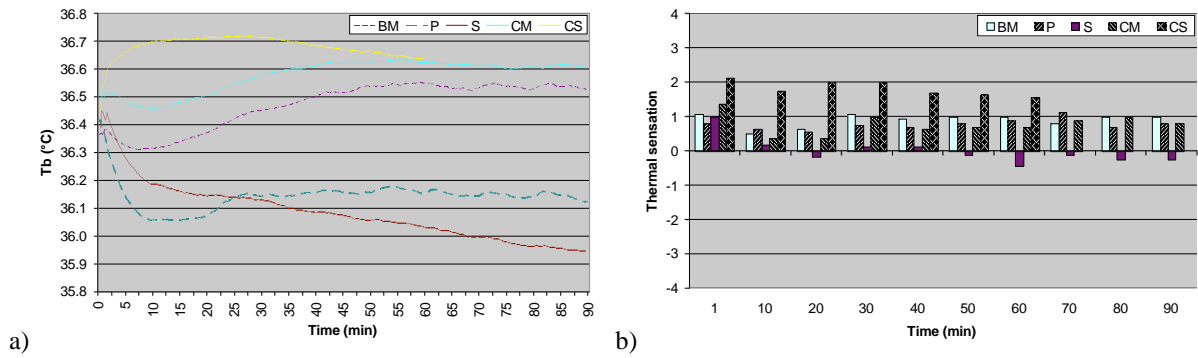 BM P S CM CS
36.8
36.7
36.6
36.5
36.4
36.3
36.2
36.1
36.0
35.9
35.8
Tb (°C)
0 5 10 15 20 25 30 35 40 45 50 55 60 65 70 75 80 85 90
Time (min)
a)
BM P S CM CS
4
3
2
1
0
-1
-2
-3
-4
Thermal sensation
1 10 20 30 40 50 60 70 80 90
Time (min)
b)